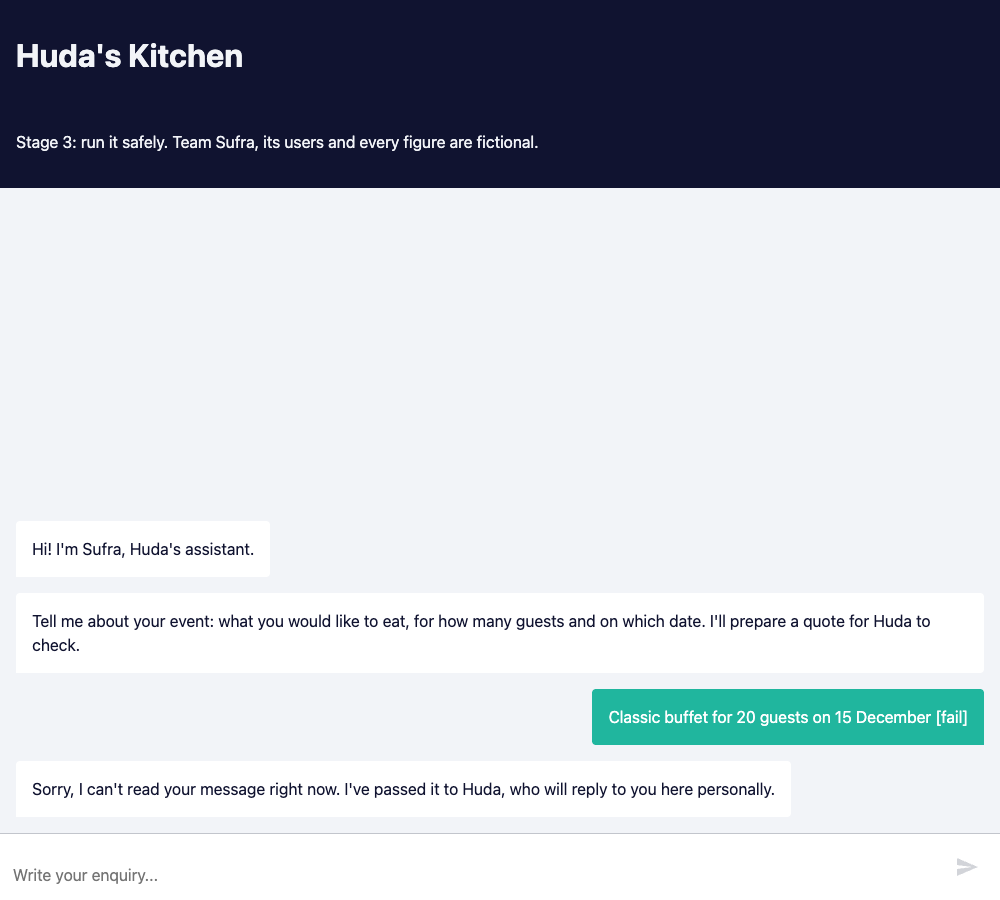 Huda's Kitchen
Stage 3: run it safely. Team Sufra, its users and every figure are fictional.
Hi! I'm Sufra, Huda's assistant.
Tell me about your event: what you would like to eat, for how many guests and on which date. I'll prepare a quote for Huda to
check.
Classic buffet for 20 guests on 15 December [fail]
Sorry, I can't read your message right now. I've passed it to Huda, who will reply to you here personally.
Write your enquiry...